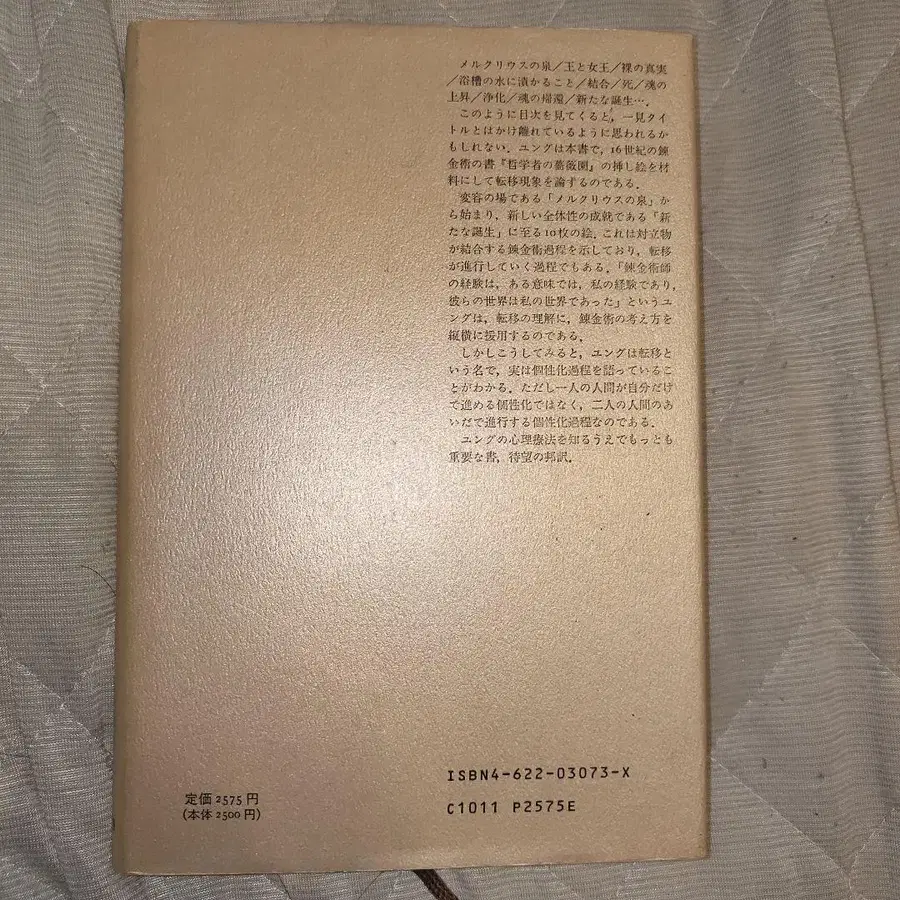 メルクリウスの泉／王と女王／裸の真実
／浴槽の水に漬かること／結合／死／魂の
上昇／浄化／魂の帰還／新たな誕生….
このように目次を見てくると，一見タイ
トルとはかけ離れているように思われるか
もしれない．ユングは本書で，16世紀の錬
金術の書『哲学者の薔薇園』の挿し絵を材
料にして転移現象を論ずるのである．
変容の場である「メルクリウスの泉」か
ら始まり，新しい全体性の成就である「新
たな誕生」に至る10枚の絵．これは対立物
が結合する錬金術過程を示しており，転移
が進行していく過程でもある．「錬金術師
の経験は，ある意味では，私の経験であり，
彼らの世界は私の世界であった」というユ
ングは，転移の理解に，錬金術の考え方を
縦横に援用するのである．
しかしこうしてみると，ユングは転移と
いう名で，実は個性化過程を語っているこ
とがわかる．ただし一人の人間が自分だけ
で進める個性化ではなく，二人の人間のあ
いだで進行する個性化過程なのである．
ユングの心理療法を知るうえでもっとも
重要な書，待望の邦訳．
ISBN4-622-03073-X
C1011 P2575E
定価2575円
(本体2500円)